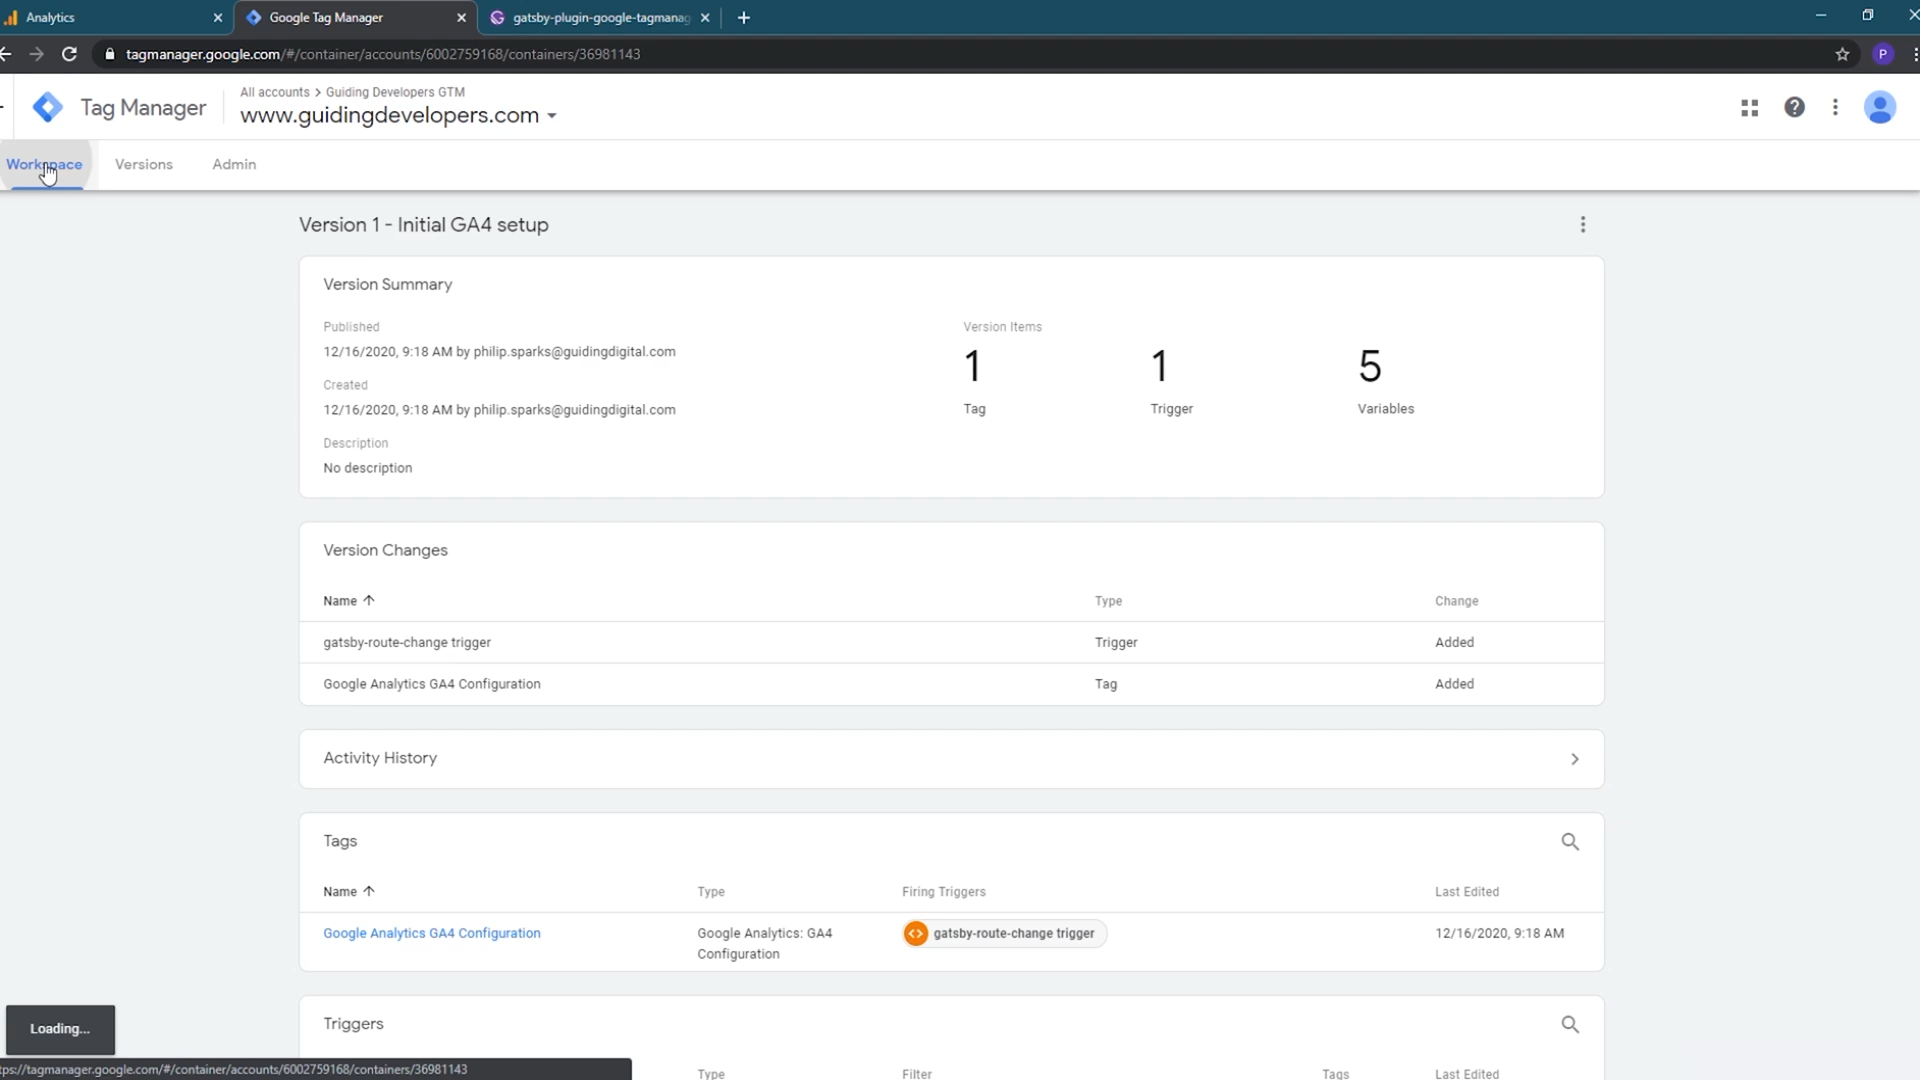 Analytics
Google Tag Manager
gatsby-plugin-google-tagmanag
tagmanager.google.com/#/container/accounts/6002759168/containers/36981143
P
Tag Manager
All accounts > Guiding Developers GTM
www.guidingdevelopers.com
Workspace Versions Admin
Version 1 - Initial GA4 setup
Version Summary
Published
12/16/2020, 9:18 AM by philip.sparks@guidingdigital.com
Created
12/16/2020, 9:18 AM by philip.sparks@guidingdigital.com
Description
No description
Version Items
1 1 5
Tag Trigger Variables
Version Changes
Name Type Change
gatsby-route-change trigger Trigger Added
Google Analytics GA4 Configuration Tag Added
Activity History
Tags
Name Type Firing Triggers Last Edited
Google Analytics GA4 Configuration Google Analytics: GA4 gatsby-route-change trigger 12/16/2020, 9:18 AM
Configuration
Triggers
Type Filter Tags Last Edited
Loading...
tps://tagmanager.google.com/#/container/accounts/6002759168/containers/36981143